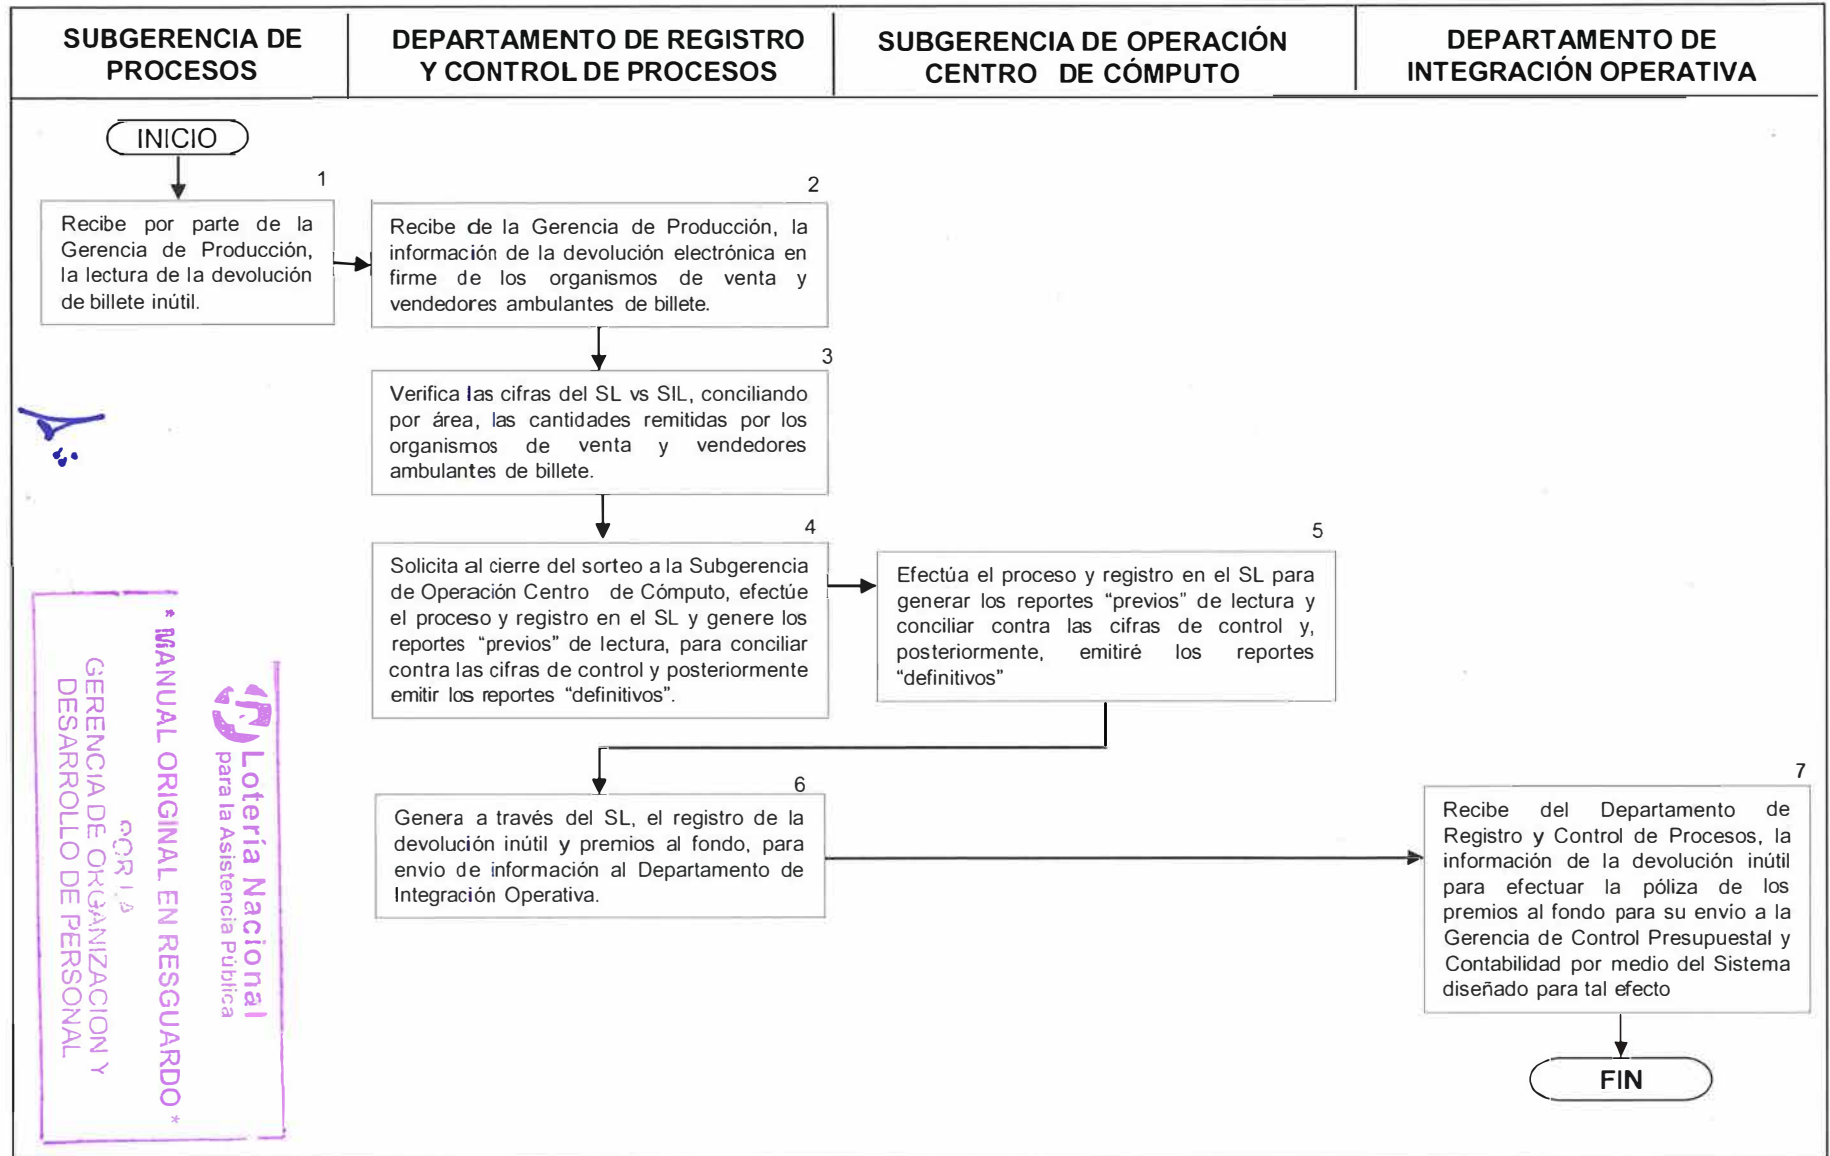 SUBGERENCIA DE
PROCESOS
DEPARTAMENTO DE REGISTRO
Y CONTROL DE PROCESOS
SUBGERENCIA DE OPERACIÓN
CENTRO DE CÓMPUTO
DEPARTAMENTO DE
INTEGRACIÓN OPERATIVA
INICIO
1
Recibe por parte de la
Gerencia de Producción,
la lectura de la devolución
de billete inútil.
2
Recibe de la Gerencia de Producción, la
información de la devolución electrónica en
firme de los organismos de venta y
vendedores ambulantes de billete.
3
Verifica las cifras del SL vs SIL, conciliando
por área, las cantidades remitidas por los
organismos de venta y vendedores
ambulantes de billete.
4
Solicita al cierre del sorteo a la Subgerencia
de Operación Centro de Cómputo, efectúe
el proceso y registro en el SL y genere los
reportes “previos” de lectura, para conciliar
contra las cifras de control y posteriormente
emitir los reportes “definitivos”.
5
Efectúa el proceso y registro en el SL para
generar los reportes “previos” de lectura y
conciliar contra las cifras de control y,
posteriormente, emitiré los reportes
“definitivos”
6
Genera a través del SL, el registro de la
devolución inútil y premios al fondo, para
envio de información al Departamento de
Integración Operativa.
7
Recibe del Departamento de
Registro y Control de Procesos, la
información de la devolución inútil
para efectuar la póliza de los
premios al fondo para su envío a la
Gerencia de Control Presupuestal y
Contabilidad por medio del Sistema
diseñado para tal efecto
FIN
Lotería Nacional
para la Asistencia Pública
* MANUAL ORIGINAL EN RESGUARDO *
GERENCIA DE ORGANIZACION Y
DESARROLLO DE PERSONAL